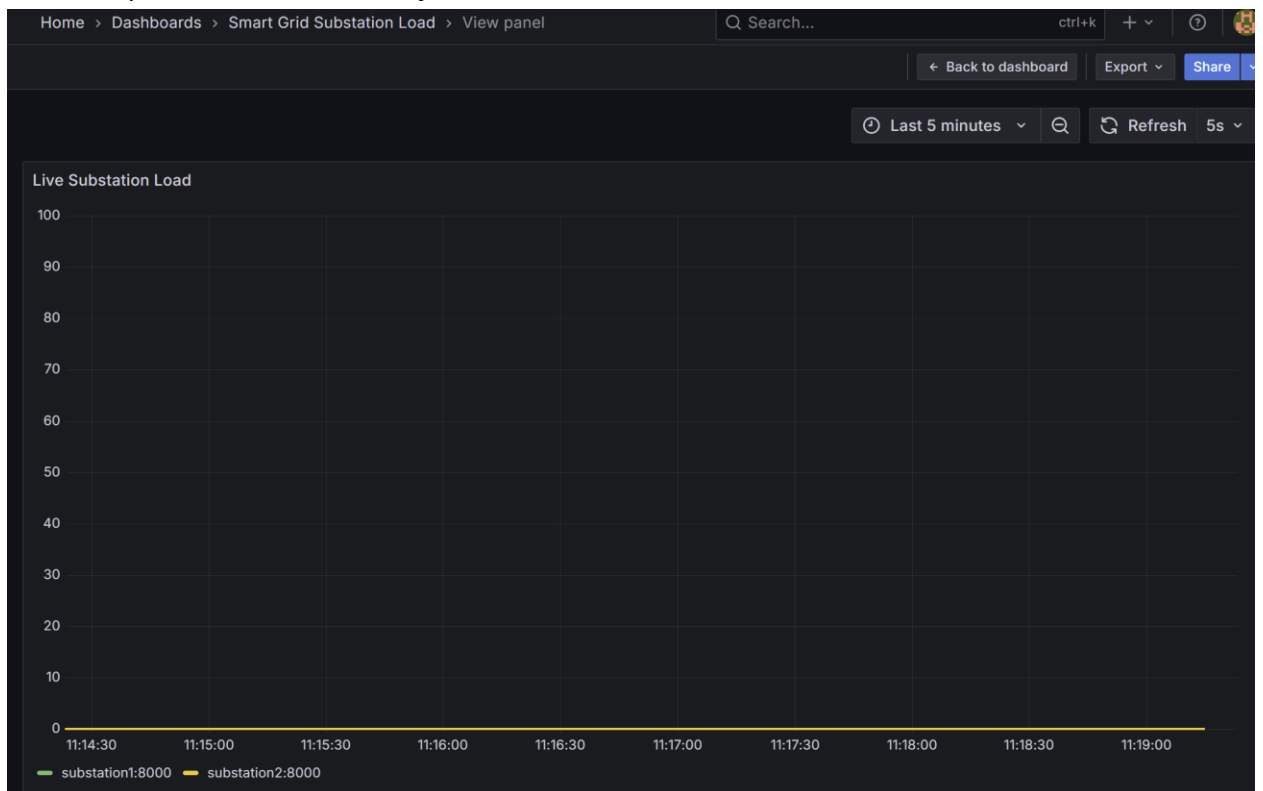 Home > Dashboards > Smart Grid Substation Load > View panel
Search... ctrl+k
← Back to dashboard Export Share
Last 5 minutes Refresh 5s
Live Substation Load
100
90
80
70
60
50
40
30
20
10
0
11:14:30 11:15:00 11:15:30 11:16:00 11:16:30 11:17:00 11:17:30 11:18:00 11:18:30 11:19:00
substation1:8000 substation2:8000